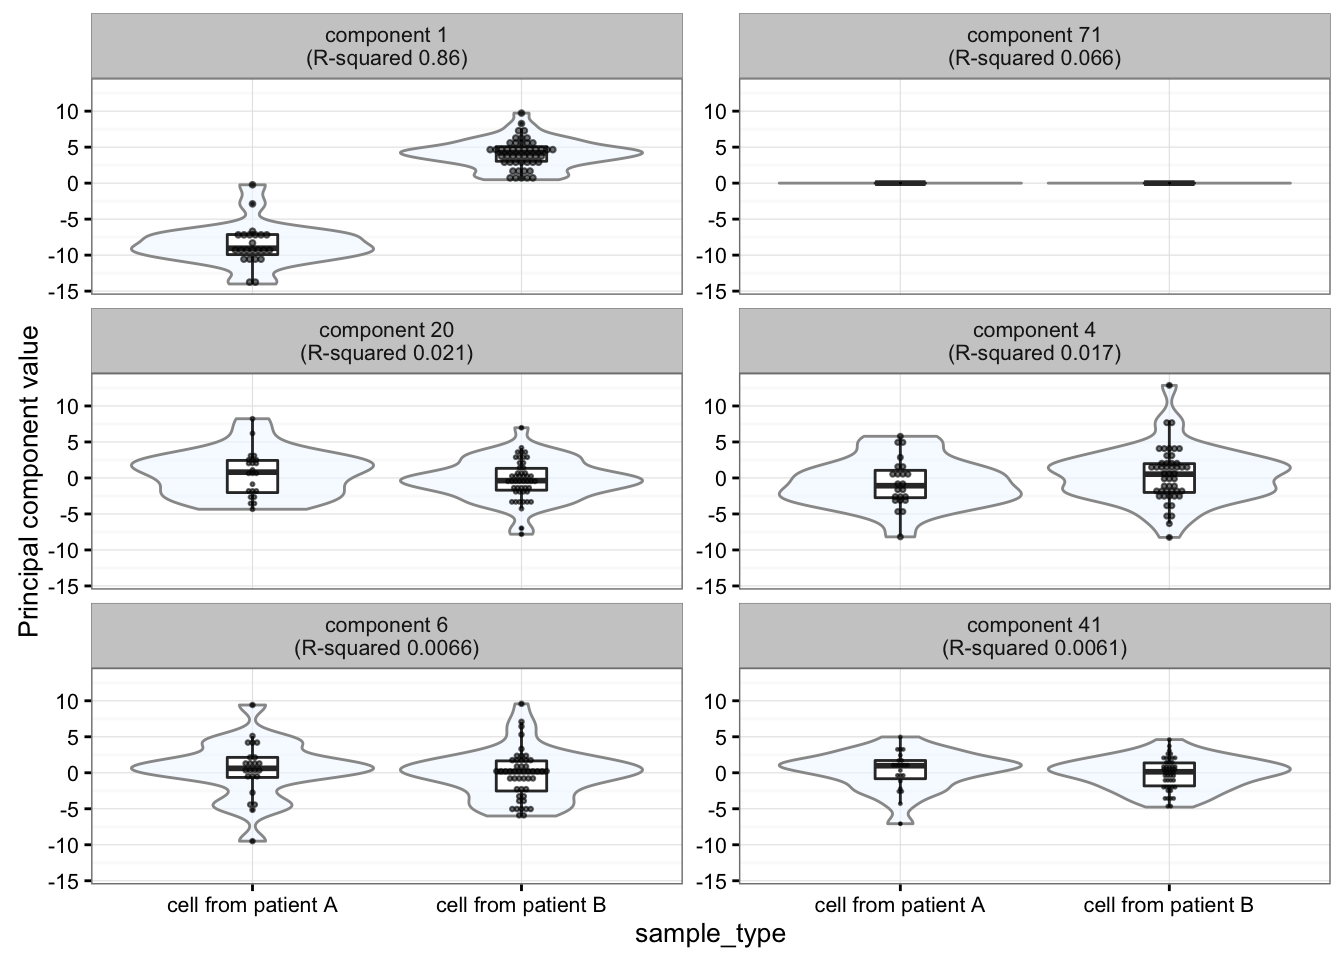 component 1
(R-squared 0.86)
component 71
(R-squared 0.066)
10
5
0
-5
-10
-15
10
5
0
-5
-10
-15
component 20
(R-squared 0.021)
component 4
(R-squared 0.017)
10
5
0
-5
-10
-15
10
5
0
-5
-10
-15
component 6
(R-squared 0.0066)
component 41
(R-squared 0.0061)
10
5
0
-5
-10
-15
10
5
0
-5
-10
-15
Principal component value
cell from patient A
cell from patient B
cell from patient A
cell from patient B
sample_type